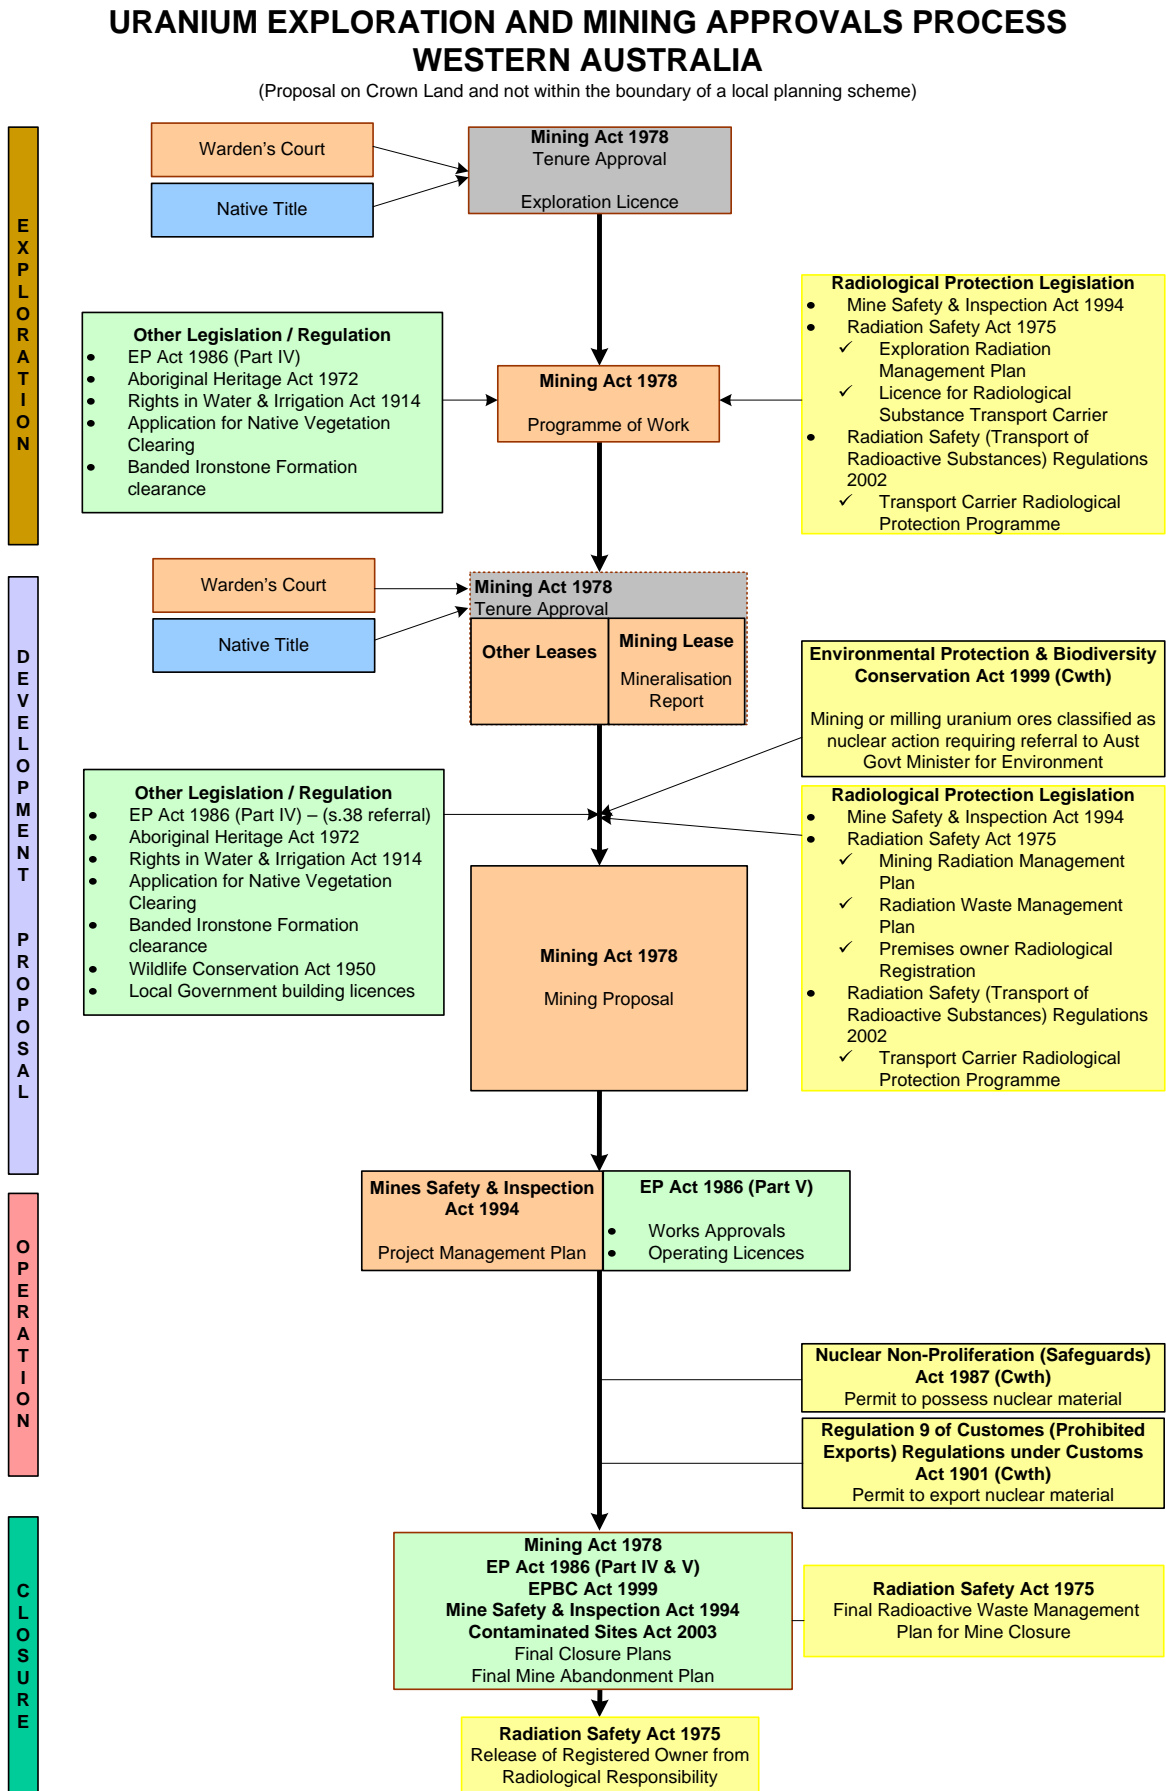 URANIUM EXPLORATION AND MINING APPROVALS PROCESS
WESTERN AUSTRALIA
(Proposal on Crown Land and not within the boundary of a local planning scheme)
EXPLORATION
Warden's Court
Native Title
Mining Act 1978
Tenure Approval
Exploration Licence
Other Legislation / Regulation
• EP Act 1986 (Part IV)
• Aboriginal Heritage Act 1972
• Rights in Water & Irrigation Act 1914
• Application for Native Vegetation
Clearing
• Banded Ironstone Formation
clearance
Mining Act 1978
Programme of Work
Radiological Protection Legislation
• Mine Safety & Inspection Act 1994
• Radiation Safety Act 1975
✓ Exploration Radiation
Management Plan
✓ Licence for Radiological
Substance Transport Carrier
• Radiation Safety (Transport of
Radioactive Substances) Regulations
2002
✓ Transport Carrier Radiological
Protection Programme
DEVELOPMENT PROPOSAL
Warden's Court
Native Title
Mining Act 1978
Tenure Approval
Other Leases
Mining Lease
Mineralisation
Report
Environmental Protection & Biodiversity
Conservation Act 1999 (Cwth)
Mining or milling uranium ores classified as
nuclear action requiring referral to Aust
Govt Minister for Environment
Other Legislation / Regulation
• EP Act 1986 (Part IV) – (s.38 referral)
• Aboriginal Heritage Act 1972
• Rights in Water & Irrigation Act 1914
• Application for Native Vegetation
Clearing
• Banded Ironstone Formation
clearance
• Wildlife Conservation Act 1950
• Local Government building licences
Radiological Protection Legislation
• Mine Safety & Inspection Act 1994
• Radiation Safety Act 1975
✓ Mining Radiation Management
Plan
✓ Radiation Waste Management
Plan
✓ Premises owner Radiological
Registration
• Radiation Safety (Transport of
Radioactive Substances) Regulations
2002
✓ Transport Carrier Radiological
Protection Programme
Mining Act 1978
Mining Proposal
OPERATION
Mines Safety & Inspection
Act 1994
Project Management Plan
EP Act 1986 (Part V)
• Works Approvals
• Operating Licences
Nuclear Non-Proliferation (Safeguards)
Act 1987 (Cwth)
Permit to possess nuclear material
Regulation 9 of Customes (Prohibited
Exports) Regulations under Customs
Act 1901 (Cwth)
Permit to export nuclear material
CLOSURE
Mining Act 1978
EP Act 1986 (Part IV & V)
EPBC Act 1999
Mine Safety & Inspection Act 1994
Contaminated Sites Act 2003
Final Closure Plans
Final Mine Abandonment Plan
Radiation Safety Act 1975
Final Radioactive Waste Management
Plan for Mine Closure
Radiation Safety Act 1975
Release of Registered Owner from
Radiological Responsibility